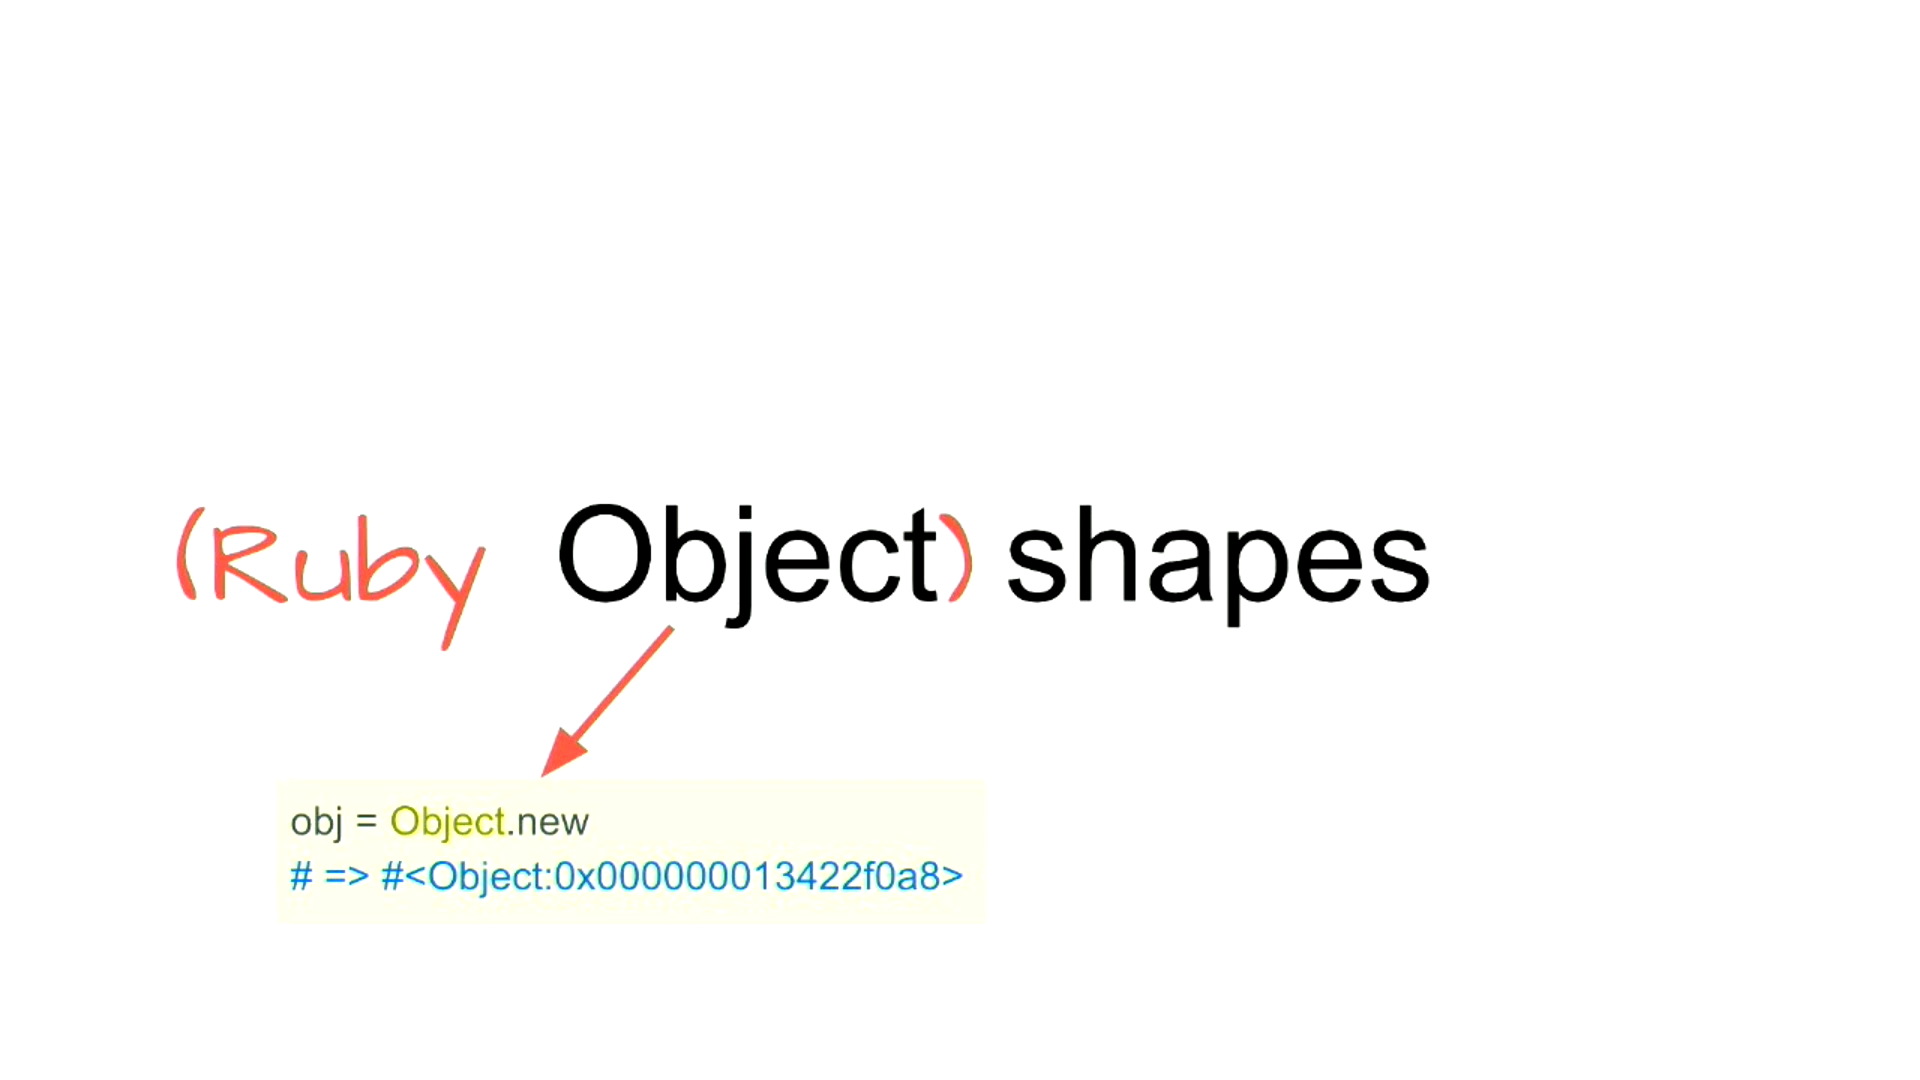 (Ruby Object) shapes
obj = Object.new
# => #<Object:0x000000013422f0a8>